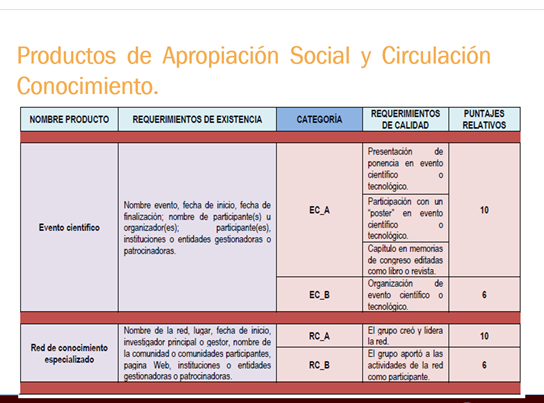 Productos de Apropiación Social y Circulación
Conocimiento.
NOMBRE PRODUCTO
REQUERIMIENTOS DE EXISTENCIA
CATEGORÍA
REQUERIMIENTOS
DE CALIDAD
PUNTAJES
RELATIVOS
Evento científico
Nombre evento, fecha de inicio, fecha de
finalización; nombre de participante(s) u
organizador(es); participante(es),
instituciones o entidades gestionadoras o
patrocinadoras.
EC_A
Presentación de
ponencia en evento
científico o
tecnológico.
Participación con un
"poster" en evento
científico o
tecnológico.
Capítulo en memorias
de congreso editadas
como libro o revista.
10
EC_B
Organización de
evento científico o
tecnológico.
6
Red de conocimiento
especializado
Nombre de la red, lugar, fecha de inicio,
investigador principal o gestor, nombre de
la comunidad o comunidades participantes,
pagina Web, instituciones o entidades
gestionadoras o patrocinadoras.
RC_A
El grupo creó y lidera
la red.
10
RC_B
El grupo aportó a las
actividades de la red
como participante.
6